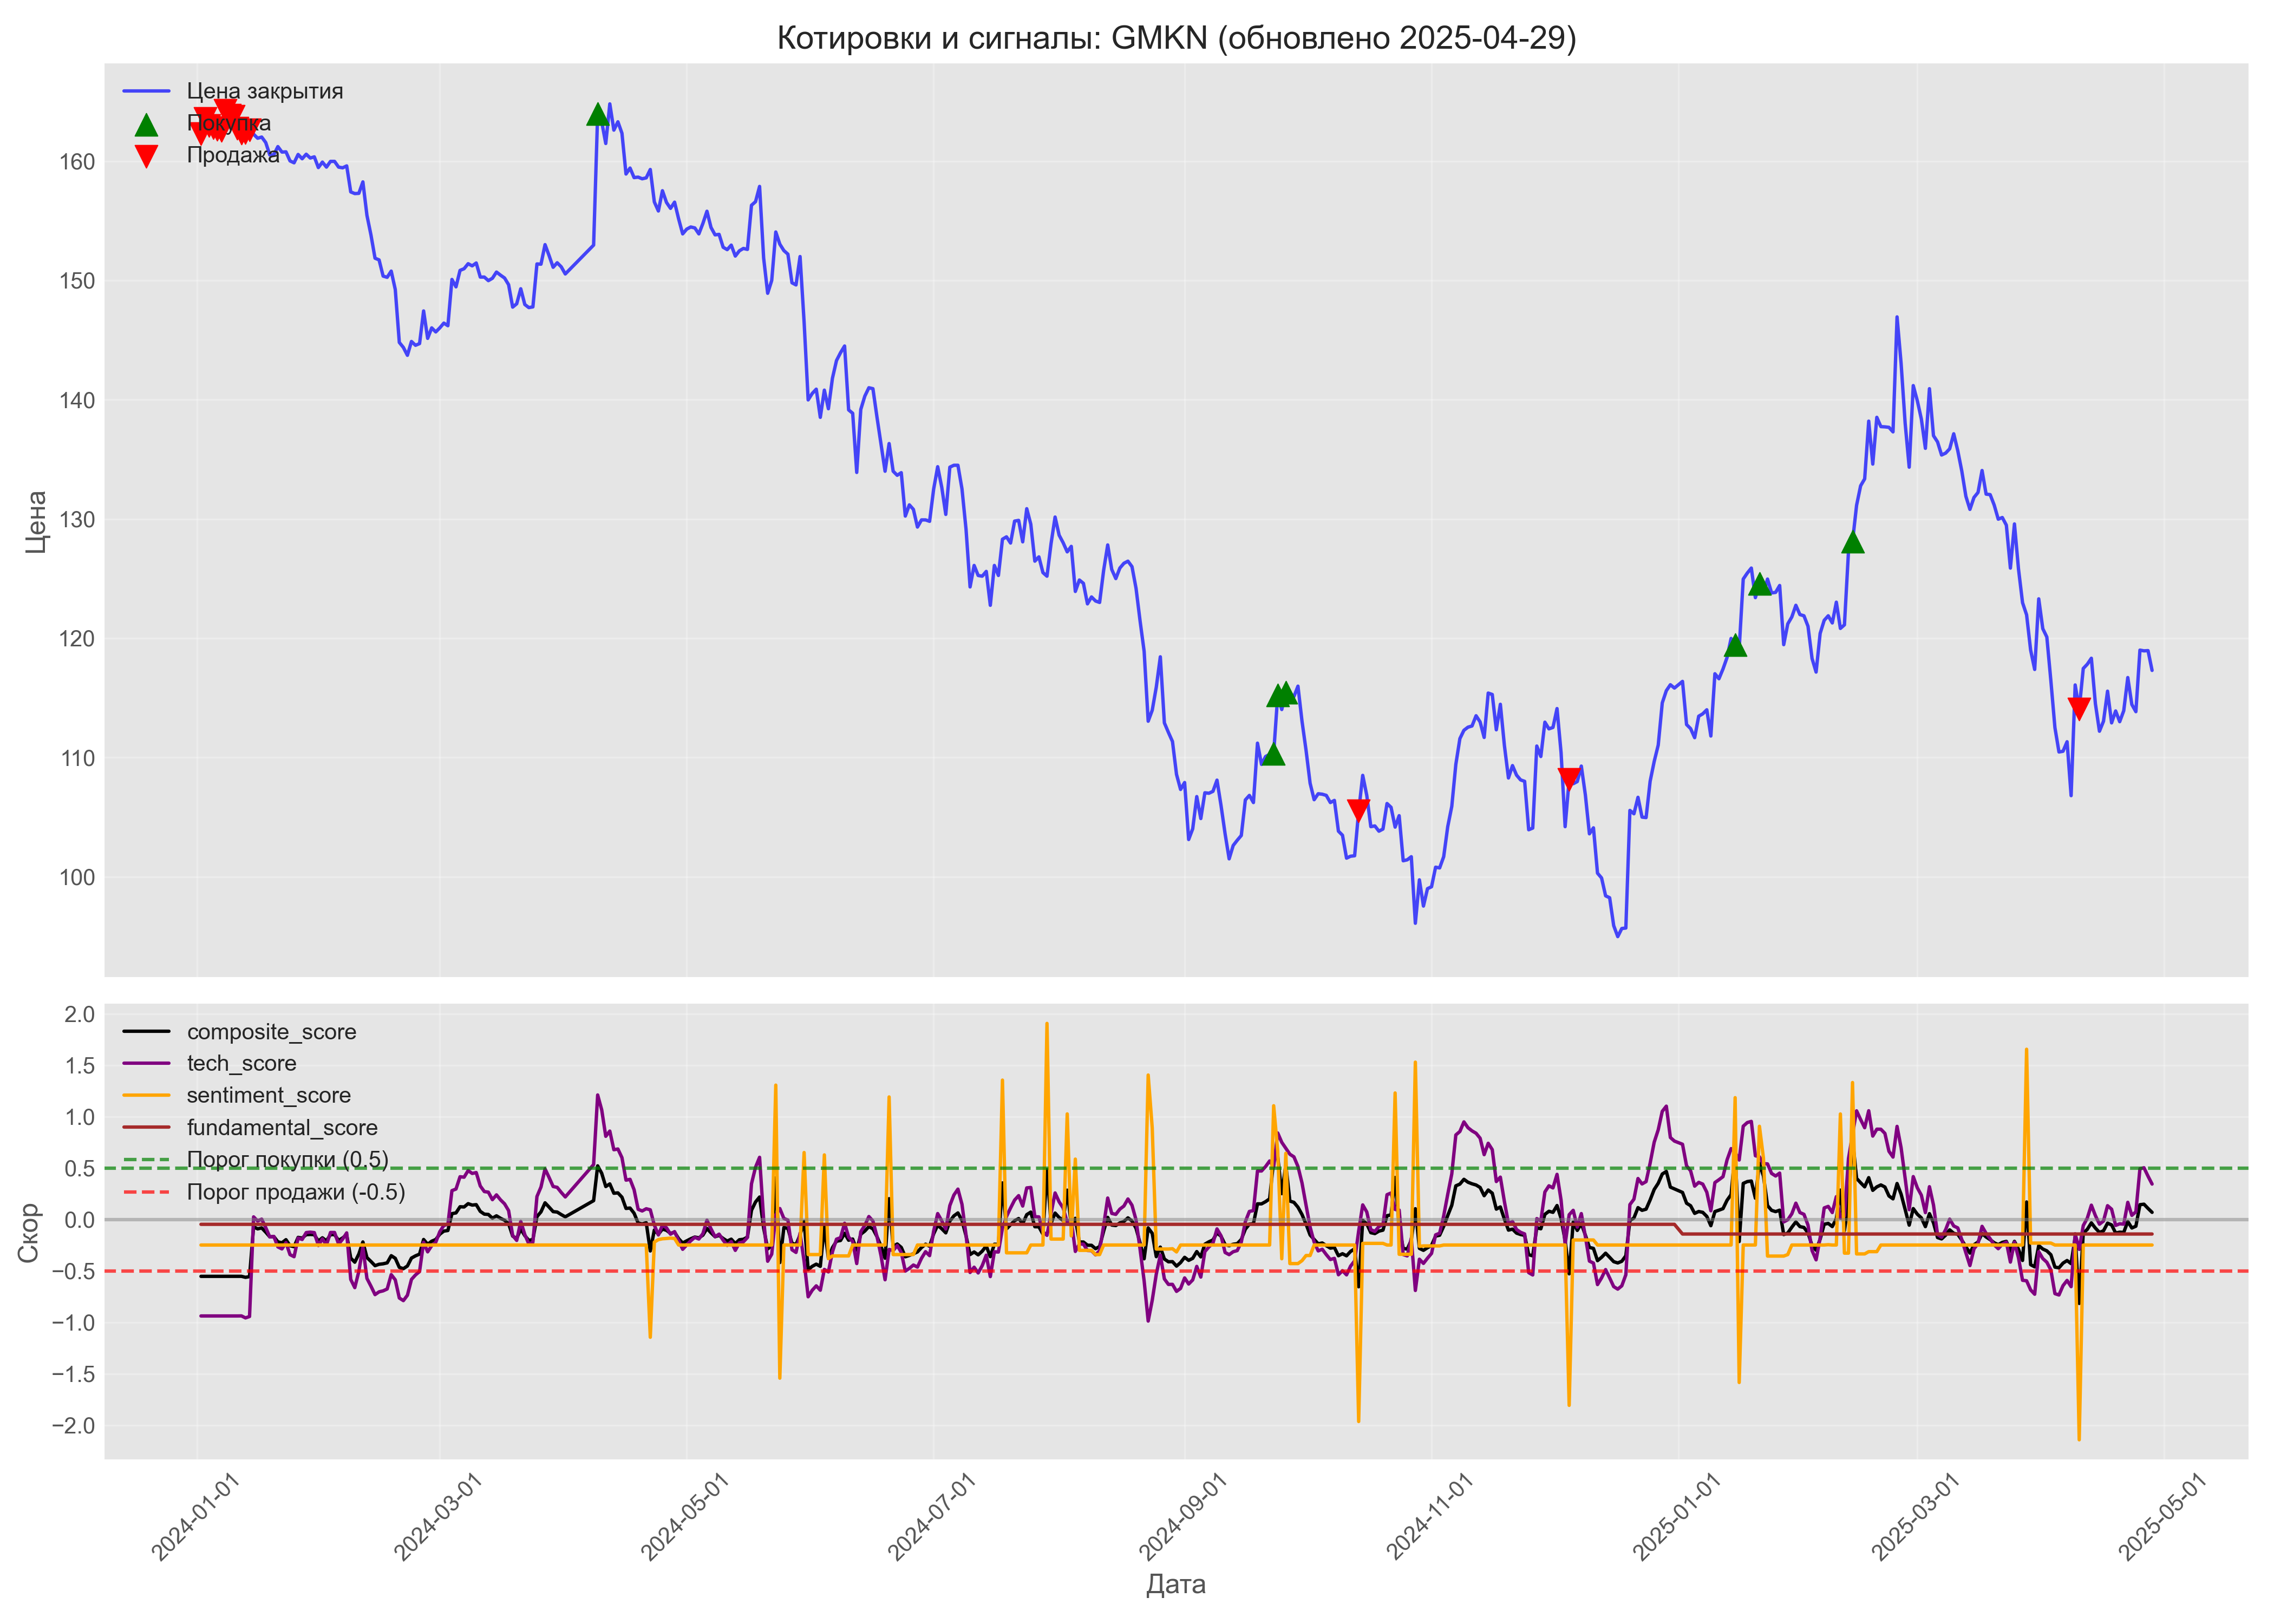 Котировки и сигналы: GMKN (обновлено 2025-04-29)
Цена закрытия
Покупка
Продажа
160
150
140
130
120
110
100
Цена
composite_score
tech_score
sentiment_score
fundamental_score
Порог покупки (0.5)
Порог продажи (-0.5)
2.0
1.5
1.0
0.5
0.0
−0.5
−1.0
−1.5
−2.0
Скор
2024-01-01
2024-03-01
2024-05-01
2024-07-01
2024-09-01
2024-11-01
2025-01-01
2025-03-01
2025-05-01
Дата